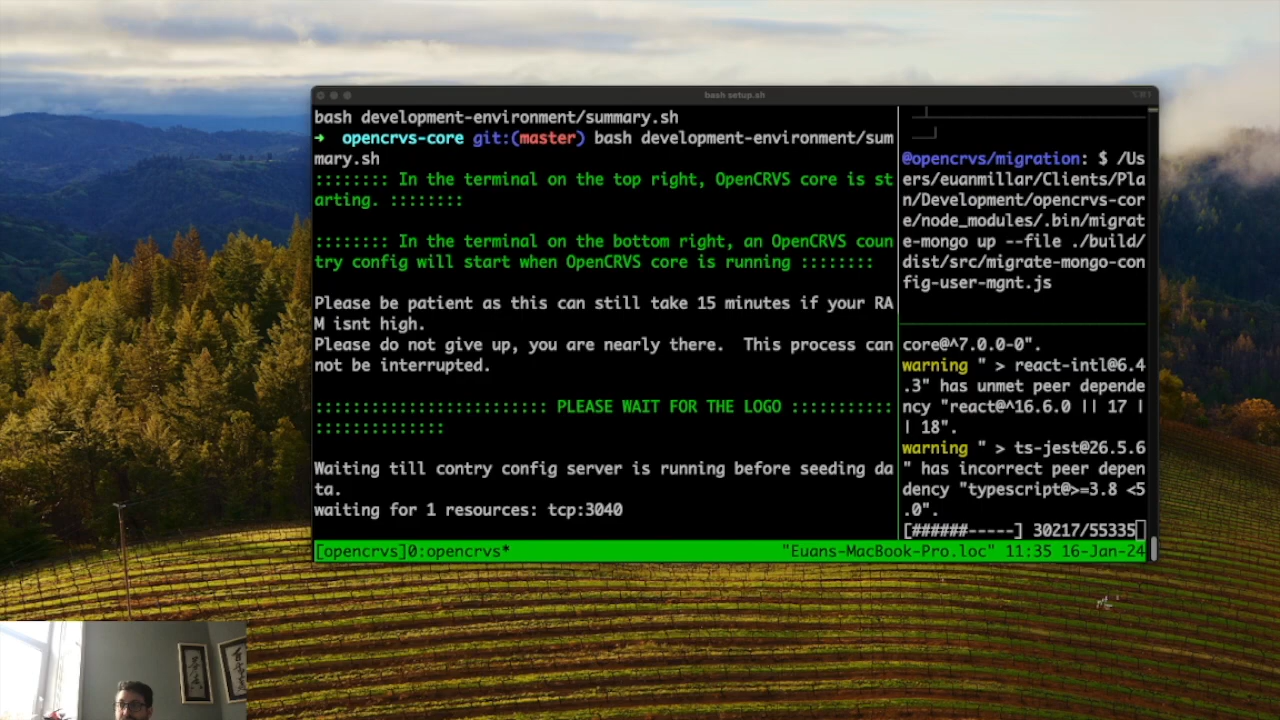 bash setup.sh
bash development-environment/summary.sh
➜ opencrvs-core git:(master) bash development-environment/sum
mary.sh
:::::::: In the terminal on the top right, OpenCRVS core is st
arting. ::::::::
:::::::: In the terminal on the bottom right, an OpenCRVS coun
try config will start when OpenCRVS core is running ::::::::
Please be patient as this can still take 15 minutes if your RA
M isnt high.
Please do not give up, you are nearly there.  This process can
not be interrupted.
::::::::::::::::::::::::: PLEASE WAIT FOR THE LOGO :::::::::::
::::::::::::::
Waiting till contry config server is running before seeding da
ta.
waiting for 1 resources: tcp:3040
@opencrvs/migration: $ /Us
ers/euanmillar/Clients/Pla
n/Development/opencrvs-cor
e/node_modules/.bin/migrat
e-mongo up --file ./build/
dist/src/migrate-mongo-con
fig-user-mgnt.js
core@^7.0.0-0".
warning " > react-intl@6.4
.3" has unmet peer depende
ncy "react@^16.6.0 || 17 |
| 18".
warning " > ts-jest@26.5.6
" has incorrect peer depen
dency "typescript@>=3.8 <5
.0".
[######-----] 30217/55335
[opencrvs]0:opencrvs* "Euans-MacBook-Pro.loc" 11:35 16-Jan-24